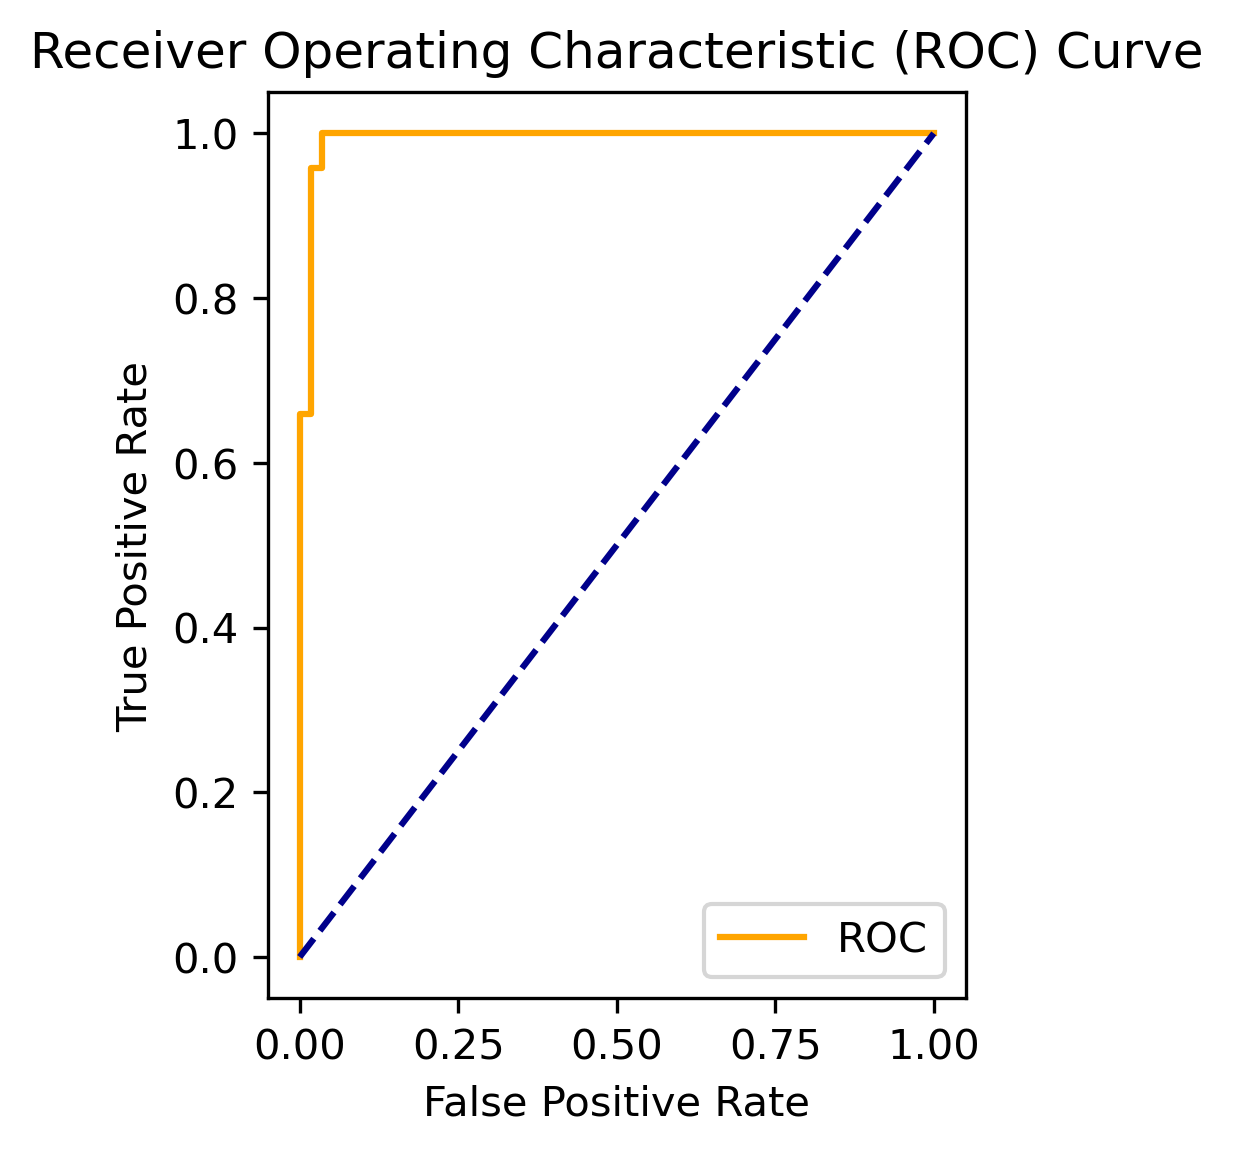 Receiver Operating Characteristic (ROC) Curve
1.0
0.8
0.6
0.4
0.2
0.0
True Positive Rate
ROC
0.00 0.25 0.50 0.75 1.00
False Positive Rate